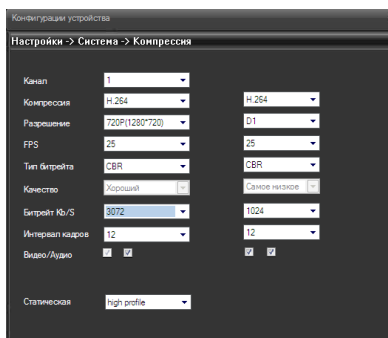 Конфигурации устройства
Настройки -> Система -> Компрессия
Канал 1
Компрессия H.264 H.264
Разрешение 720P(1280*720) D1
FPS 25 25
Тип битрейта CBR CBR
Качество Хороший Самое низкое
Битрейт Kb/S 3072 1024
Интервал кадров 12 12
Видео/Аудио
Статическая high profile